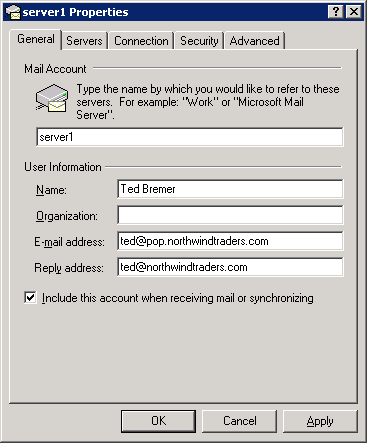 server1 Properties
General Servers Connection Security Advanced
Mail Account
Type the name by which you would like to refer to these
servers. For example: "Work" or "Microsoft Mail
Server".
server1
User Information
Name: Ted Bremer
Organization:
E-mail address: ted@pop.northwindtraders.com
Reply address: ted@northwindtraders.com
Include this account when receiving mail or synchronizing
OK Cancel Apply